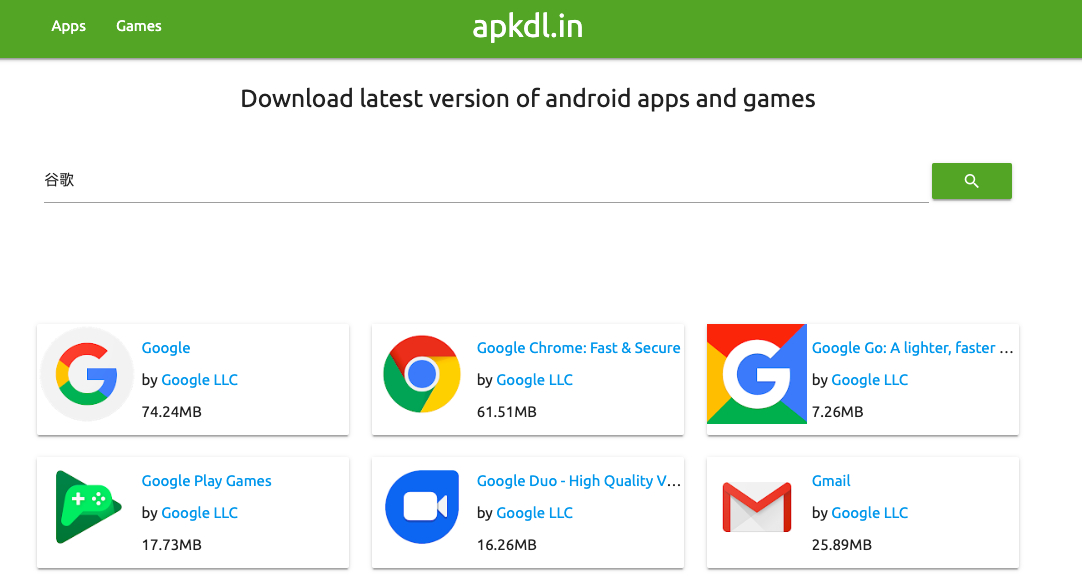 Apps Games apkdl.in
Download latest version of android apps and games
谷歌
Google
by Google LLC
74.24MB
Google Chrome: Fast & Secure
by Google LLC
61.51MB
Google Go: A lighter, faster ...
by Google LLC
7.26MB
Google Play Games
by Google LLC
17.73MB
Google Duo - High Quality V...
by Google LLC
16.26MB
Gmail
by Google LLC
25.89MB